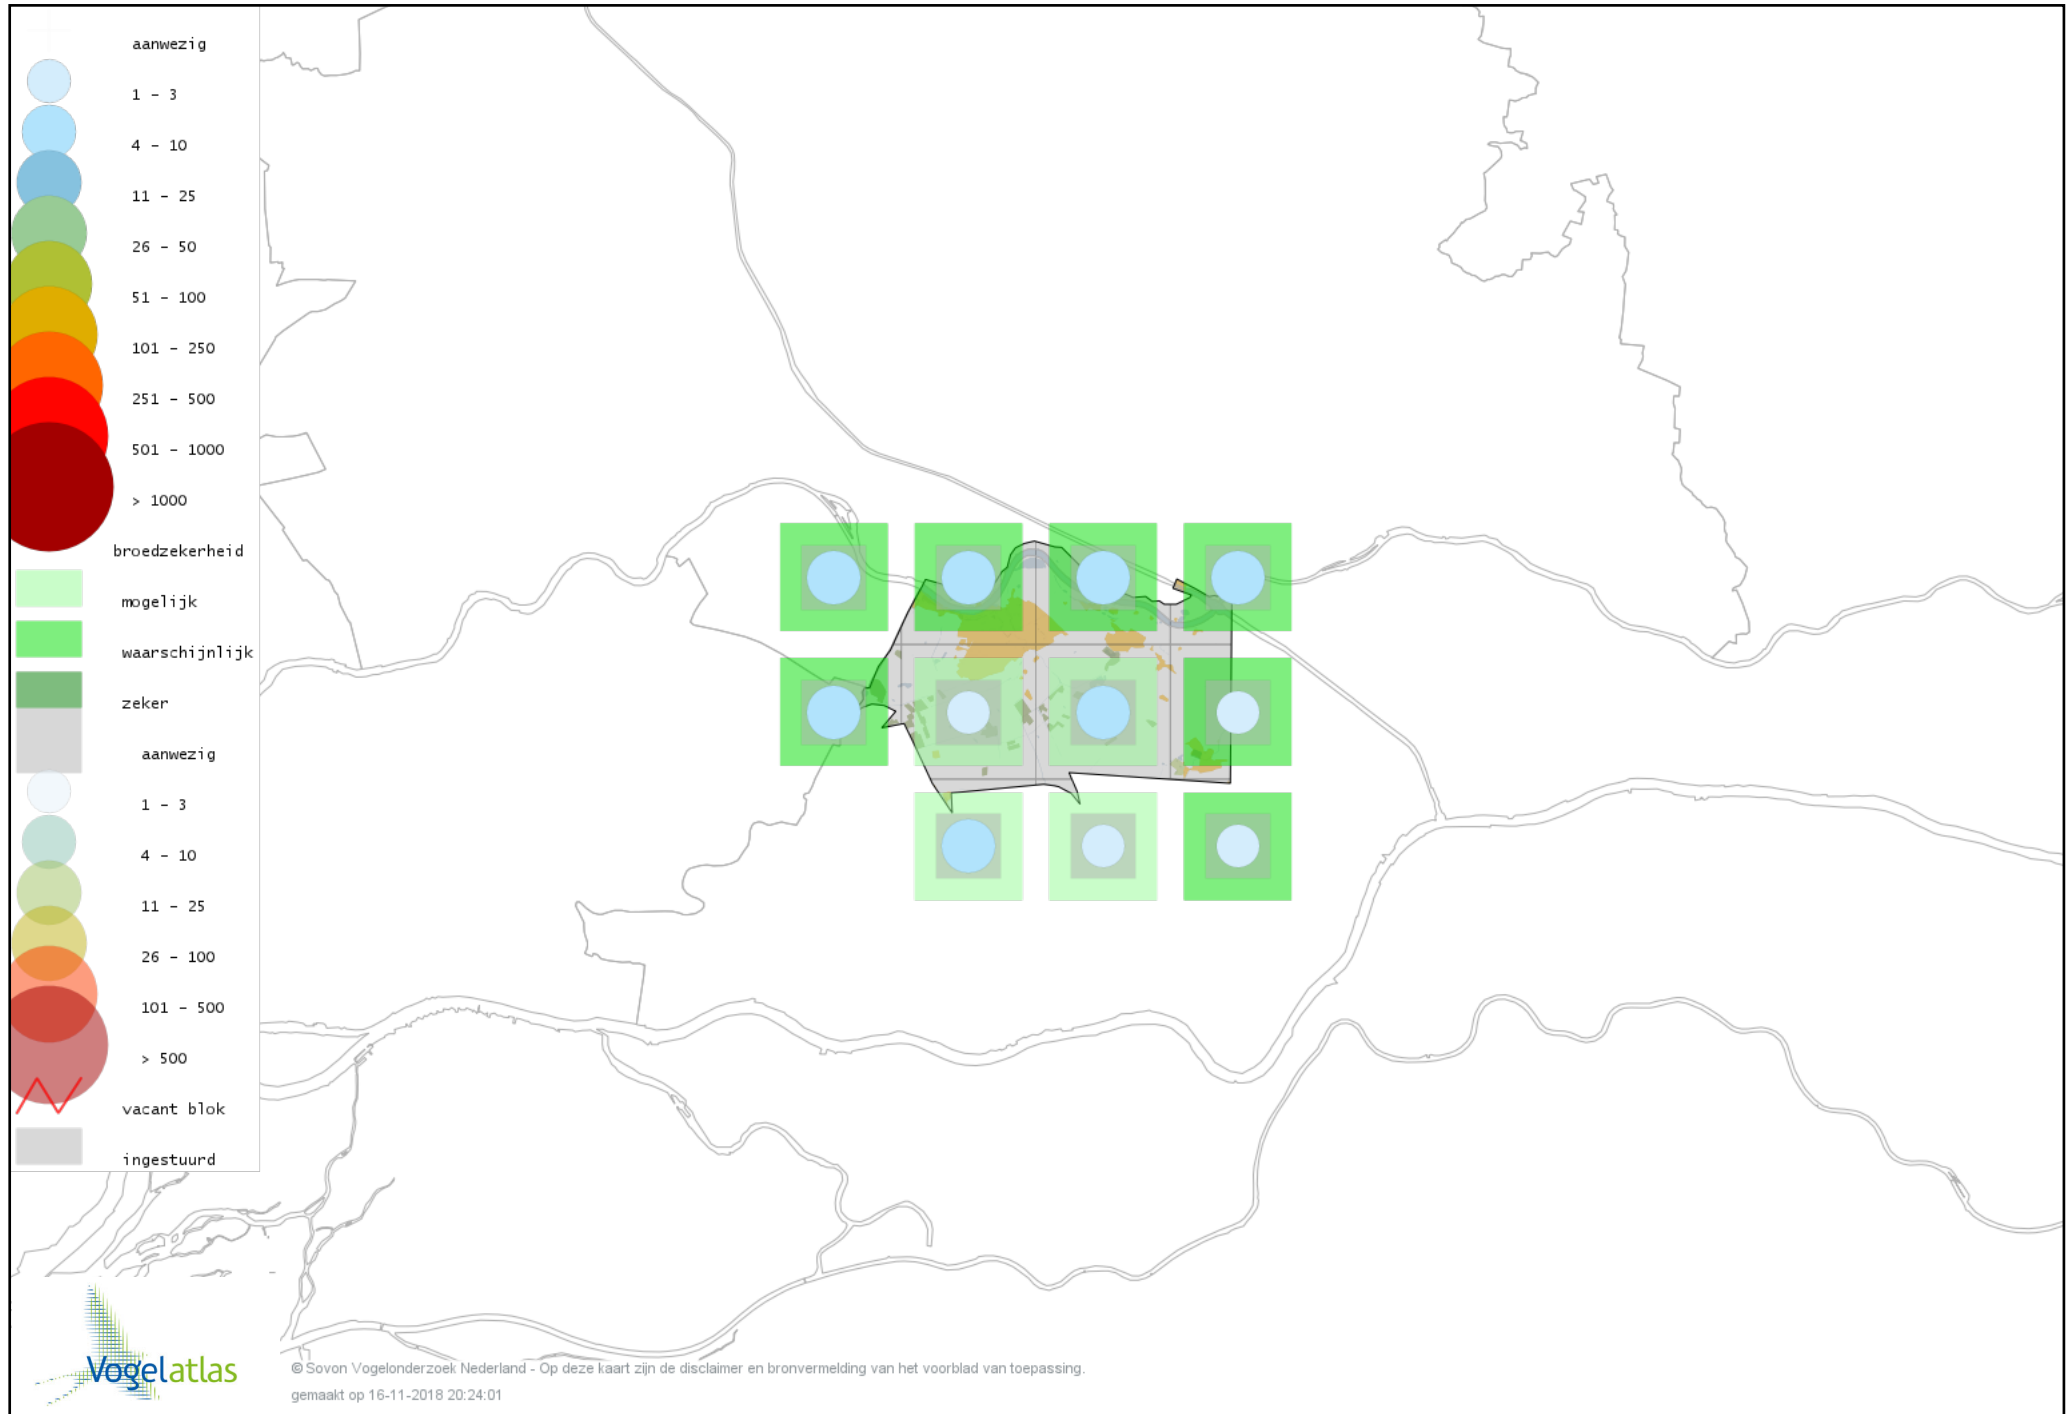 aanwezig
1 - 3
4 - 10
11 - 25
26 - 50
51 - 100
101 - 250
251 - 500
501 - 1000
> 1000
broedzekerheid
mogelijk
waarschijnlijk
zeker
aanwezig
1 - 3
4 - 10
11 - 25
26 - 100
101 - 500
> 500
vacant blok
ingestuurd
Vogelatlas
© Sovon Vogelonderzoek Nederland - Op deze kaart zijn de disclaimer en bronvermelding van het voorblad van toepassing.
gemaakt op 16-11-2018 20:24:01